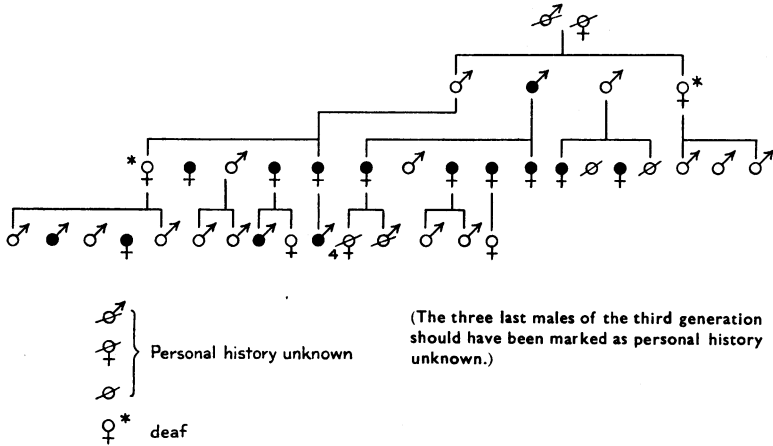 *
*
4
Personal history unknown
* deaf
(The three last males of the third generation
should have been marked as personal history
unknown.)